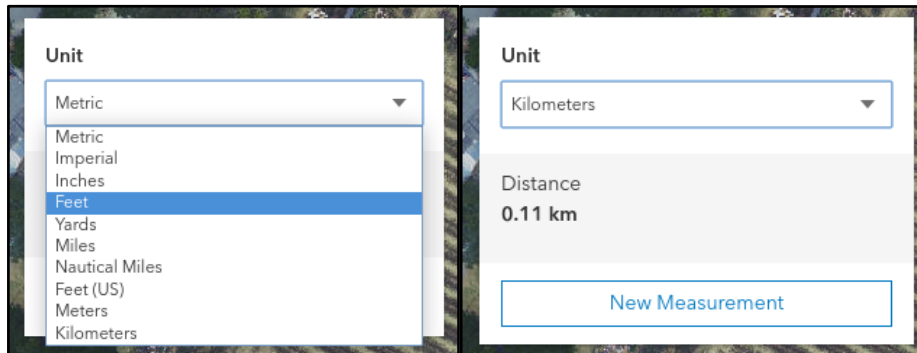 Unit
Metric
Metric
Imperial
Inches
Feet
Yards
Miles
Nautical Miles
Feet (US)
Meters
Kilometers
Unit
Kilometers
Distance
0.11 km
New Measurement